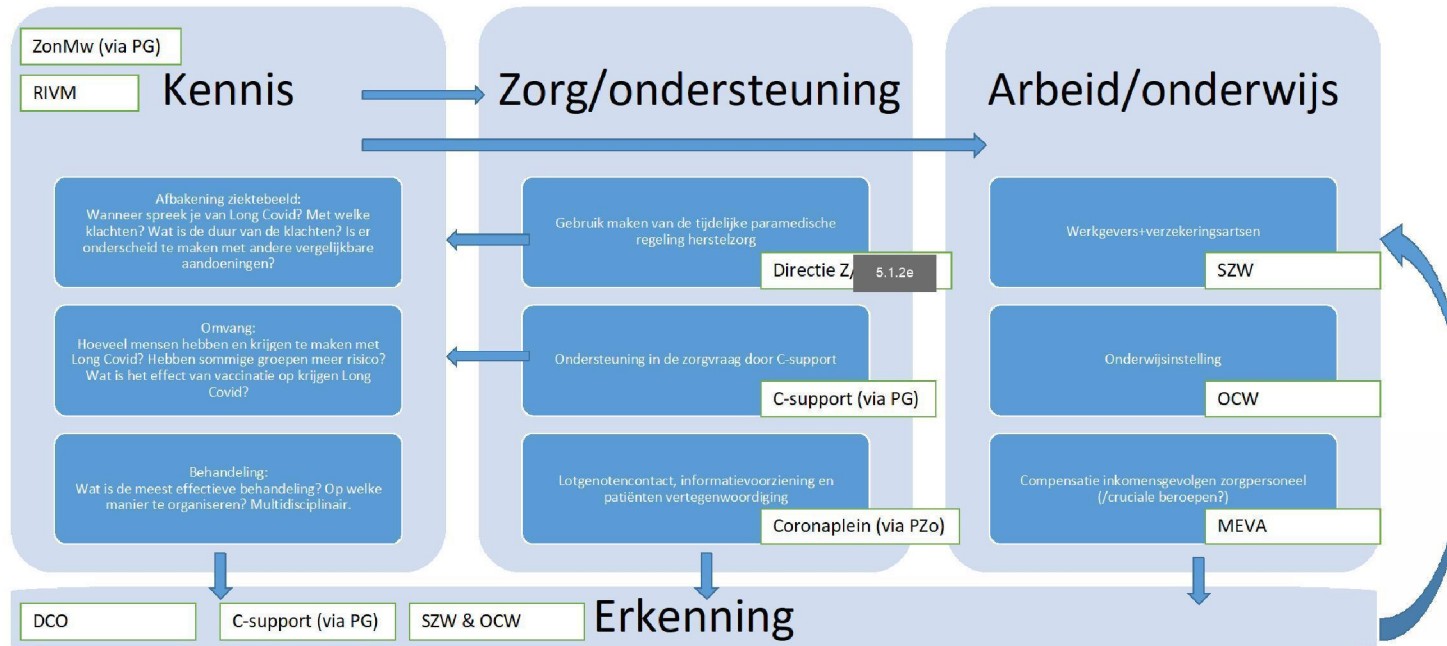 ZonMw (via PG)
RIVM
Kennis
Afbakening ziektebeeld:
Wanneer spreek je van Long Covid? Met welke
klachten? Wat is de duur van de klachten? Is er
onderscheid te maken met andere vergelijkbare
aandoeningen?
Omvang:
Hoeveel mensen hebben en krijgen te maken met
Long Covid? Hebben sommige groepen meer risico?
Wat is het effect van vaccinatie op krijgen Long
Covid?
Behandeling:
Wat is de meest effectieve behandeling? Op welke
manier te organiseren? Multidisciplinair.
Zorg/ondersteuning
Gebruik maken van de tijdelijke paramedische
regeling herstelzorg
Directie Z/
5.1.2e
Ondersteuning in de zorgvraag door C-support
C-support (via PG)
Lotgenotencontact, informatievoorziening en
patiënten vertegenwoordiging
Coronaplein (via PZo)
Arbeid/onderwijs
Werkgevers+verzekeringsartsen
SZW
Onderwijsinstelling
OCW
Compensatie inkomensgevolgen zorgpersoneel
(/cruciale beroepen?)
MEVA
DCO
C-support (via PG)
SZW & OCW
Erkenning